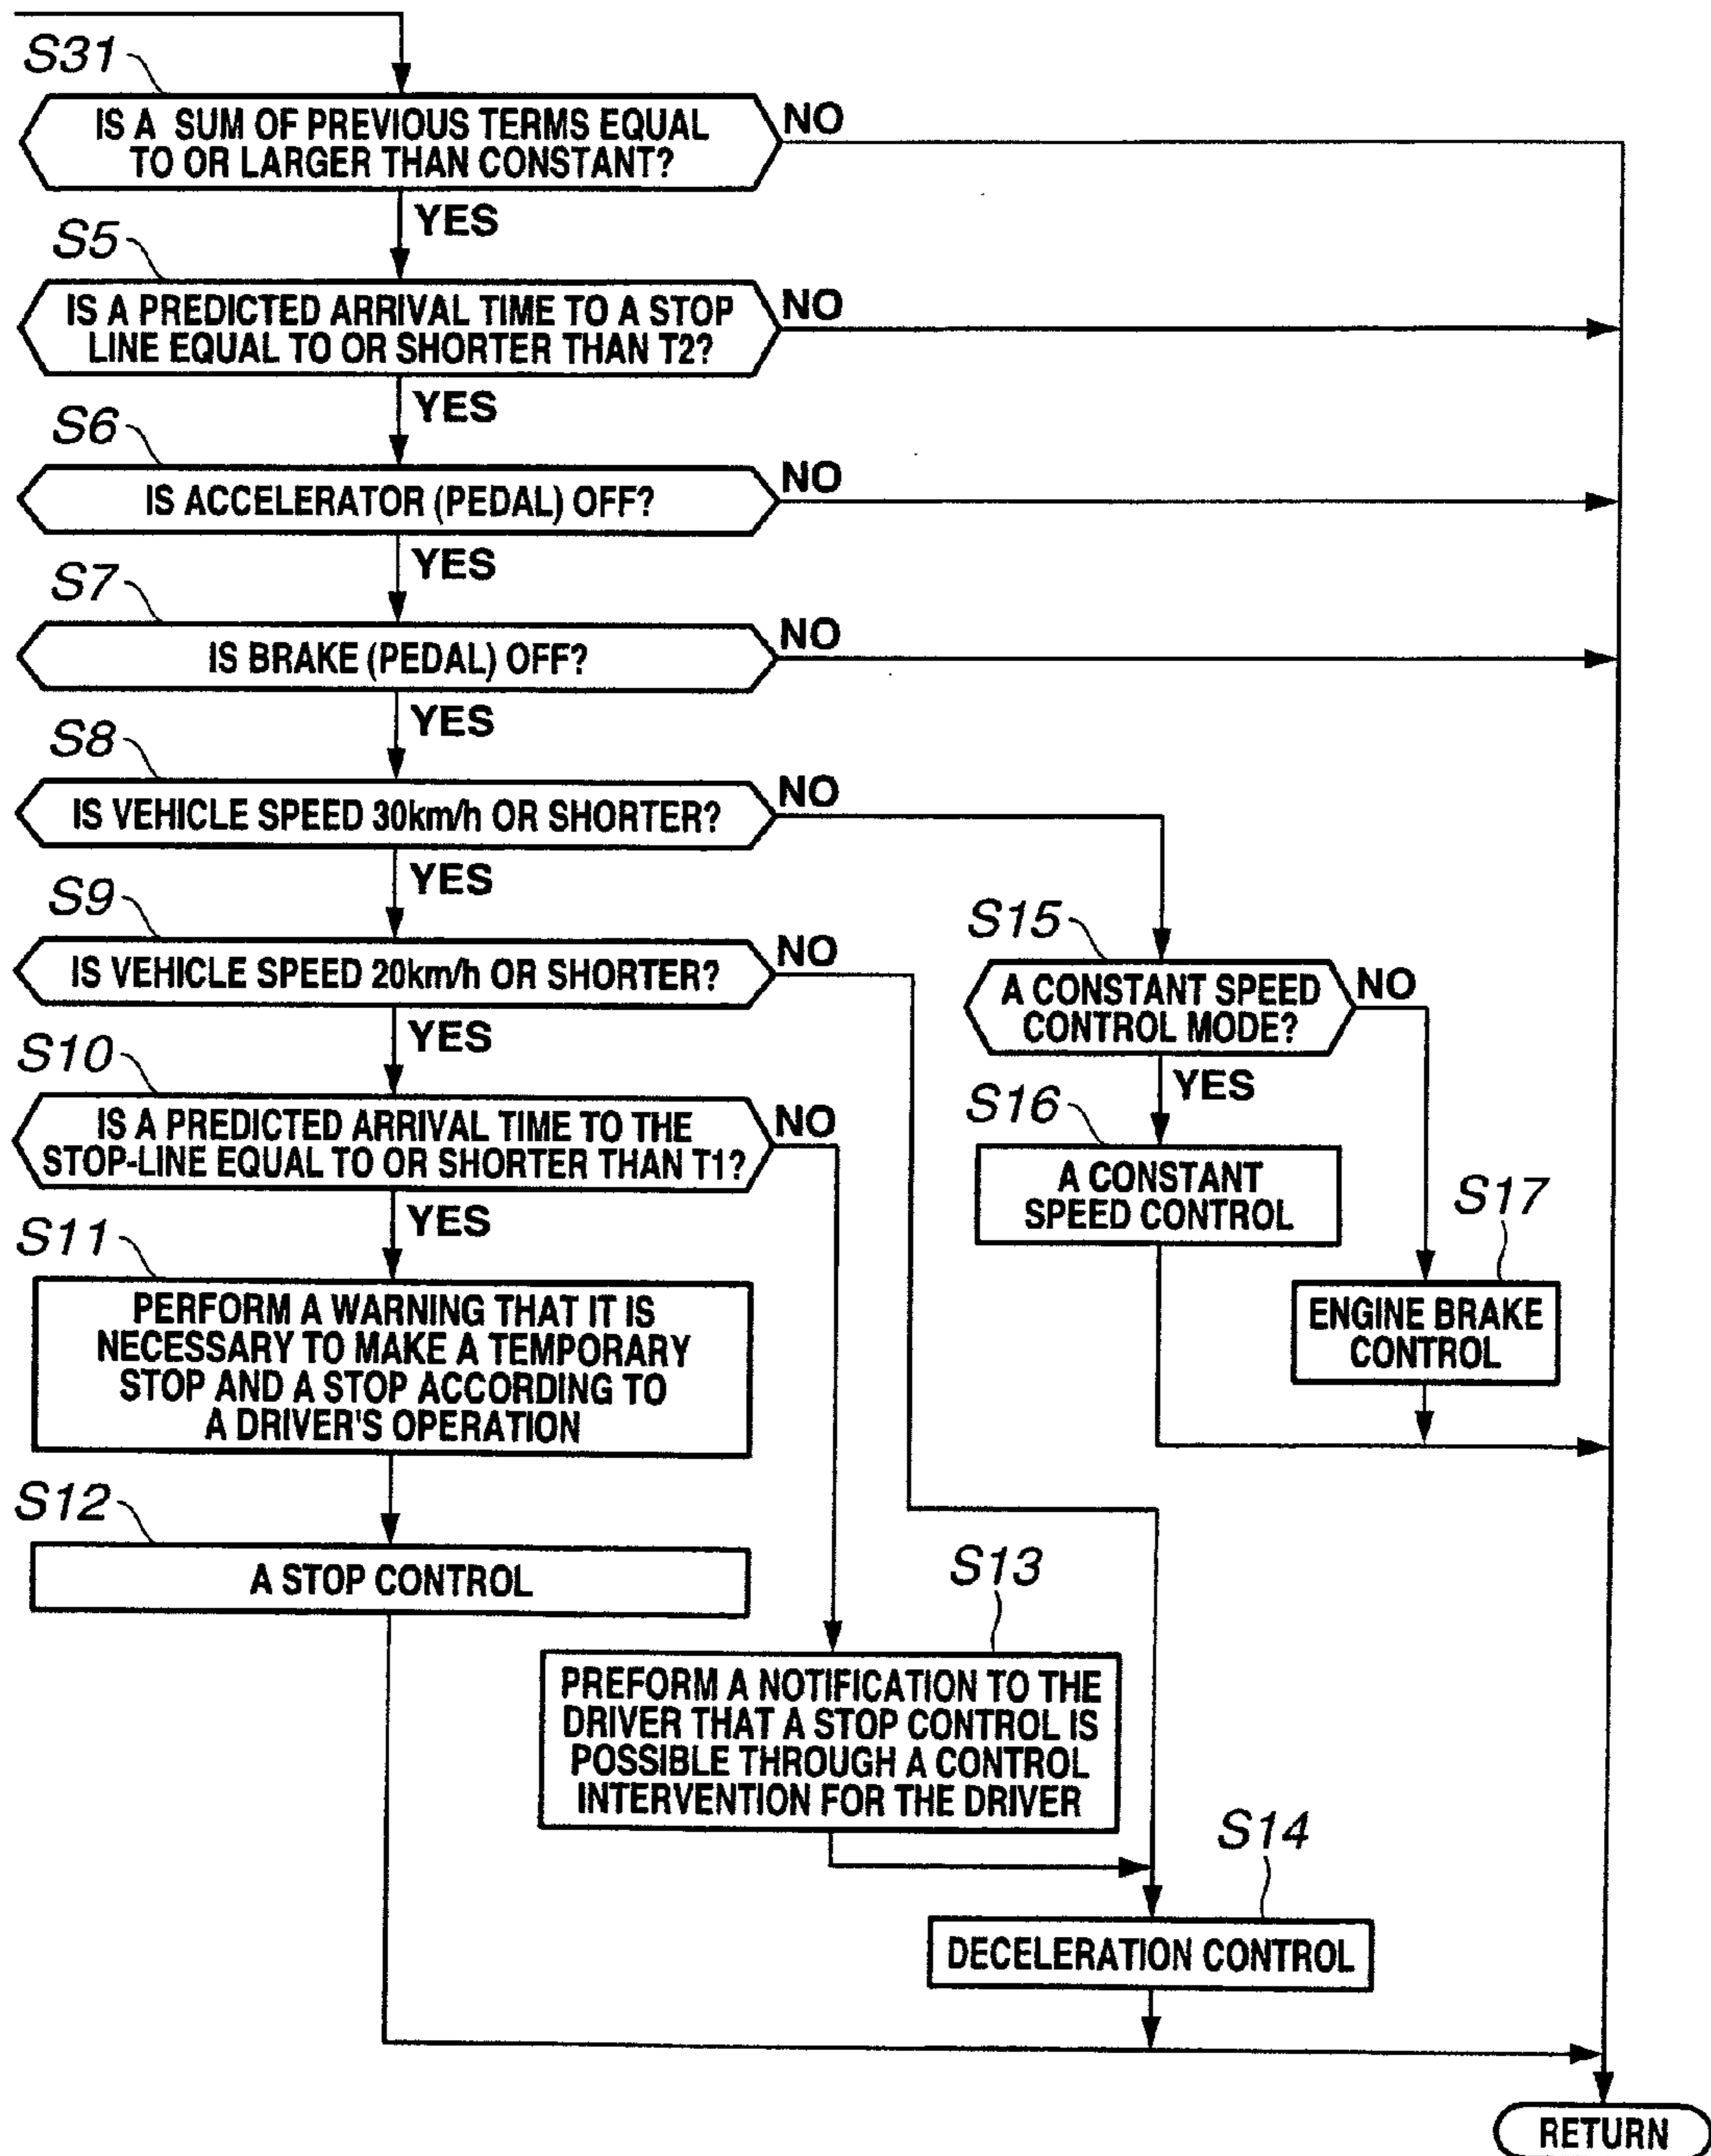 S31
IS A SUM OF PREVIOUS TERMS EQUAL
TO OR LARGER THAN CONSTANT?
NO
YES
S5
IS A PREDICTED ARRIVAL TIME TO A STOP
LINE EQUAL TO OR SHORTER THAN T2?
NO
YES
S6
IS ACCELERATOR (PEDAL) OFF?
NO
YES
S7
IS BRAKE (PEDAL) OFF?
NO
YES
S8
IS VEHICLE SPEED 30km/h OR SHORTER?
NO
YES
S9
IS VEHICLE SPEED 20km/h OR SHORTER?
NO
YES
S15
A CONSTANT SPEED
CONTROL MODE?
NO
YES
S10
IS A PREDICTED ARRIVAL TIME TO THE
STOP-LINE EQUAL TO OR SHORTER THAN T1?
NO
YES
S16
A CONSTANT
SPEED CONTROL
S17
ENGINE BRAKE
CONTROL
S11
PERFORM A WARNING THAT IT IS
NECESSARY TO MAKE A TEMPORARY
STOP AND A STOP ACCORDING TO
A DRIVER'S OPERATION
S12
A STOP CONTROL
S13
PREFORM A NOTIFICATION TO THE
DRIVER THAT A STOP CONTROL IS
POSSIBLE THROUGH A CONTROL
INTERVENTION FOR THE DRIVER
S14
DECELERATION CONTROL
RETURN